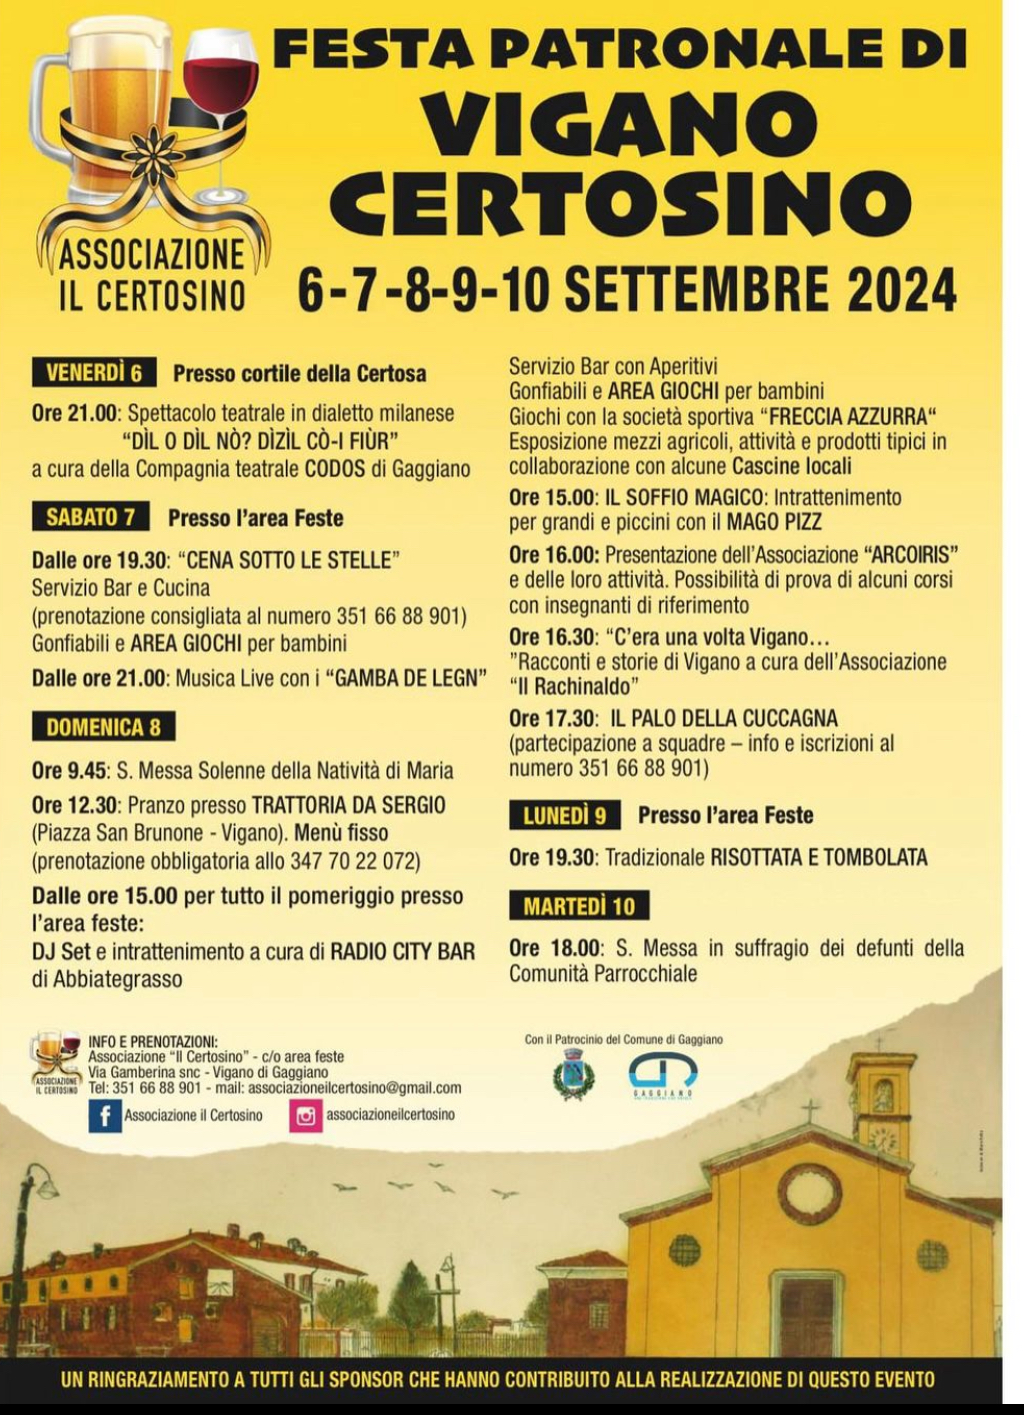 FESTA PATRONALE DI
VIGANO
CERTOSINO
6-7-8-9-10 SETTEMBRE 2024
ASSOCIAZIONE
IL CERTOSINO
VENERDÌ 6 Presso cortile della Certosa
Ore 21.00: Spettacolo teatrale in dialetto milanese
“DÌL O DÌL NÒ? DÌZÌL CÒ-I FIÙR”
a cura della Compagnia teatrale CODOS di Gaggiano
SABATO 7 Presso l’area Feste
Dalle ore 19.30: “CENA SOTTO LE STELLE”
Servizio Bar e Cucina
(prenotazione consigliata al numero 351 66 88 901)
Gonfiabili e AREA GIOCHI per bambini
Dalle ore 21.00: Musica Live con i “GAMBA DE LEGN”
DOMENICA 8
Ore 9.45: S. Messa Solenne della Natività di Maria
Ore 12.30: Pranzo presso TRATTORIA DA SERGIO
(Piazza San Brunone - Vigano). Menù fisso
(prenotazione obbligatoria allo 347 70 22 072)
Dalle ore 15.00 per tutto il pomeriggio presso
l’area feste:
DJ Set e intrattenimento a cura di RADIO CITY BAR
di Abbiategrasso
Servizio Bar con Aperitivi
Gonfiabili e AREA GIOCHI per bambini
Giochi con la società sportiva “FRECCIA AZZURRA“
Esposizione mezzi agricoli, attività e prodotti tipici in
collaborazione con alcune Cascine locali
Ore 15.00: IL SOFFIO MAGICO: Intrattenimento
per grandi e piccini con il MAGO PIZZ
Ore 16.00: Presentazione dell’Associazione “ARCOIRIS”
e delle loro attività. Possibilità di prova di alcuni corsi
con insegnanti di riferimento
Ore 16.30: “C’era una volta Vigano...
”Racconti e storie di Vigano a cura dell’Associazione
“Il Rachinaldo”
Ore 17.30: IL PALO DELLA CUCCAGNA
(partecipazione a squadre – info e iscrizioni al
numero 351 66 88 901)
LUNEDÌ 9 Presso l’area Feste
Ore 19.30: Tradizionale RISOTTATA E TOMBOLATA
MARTEDÌ 10
Ore 18.00: S. Messa in suffragio dei defunti della
Comunità Parrocchiale
ASSOCIAZIONE
IL CERTOSINO
INFO E PRENOTAZIONI:
Associazione “Il Certosino” - c/o area feste
Via Gamberina snc - Vigano di Gaggiano
Tel: 351 66 88 901 - mail: associazioneilcertosino@gmail.com
Associazione il Certosino
associazioneilcertosino
Con il Patrocinio del Comune di Gaggiano
GAGGIANO
UN RINGRAZIAMENTO A TUTTI GLI SPONSOR CHE HANNO CONTRIBUITO ALLA REALIZZAZIONE DI QUESTO EVENTO